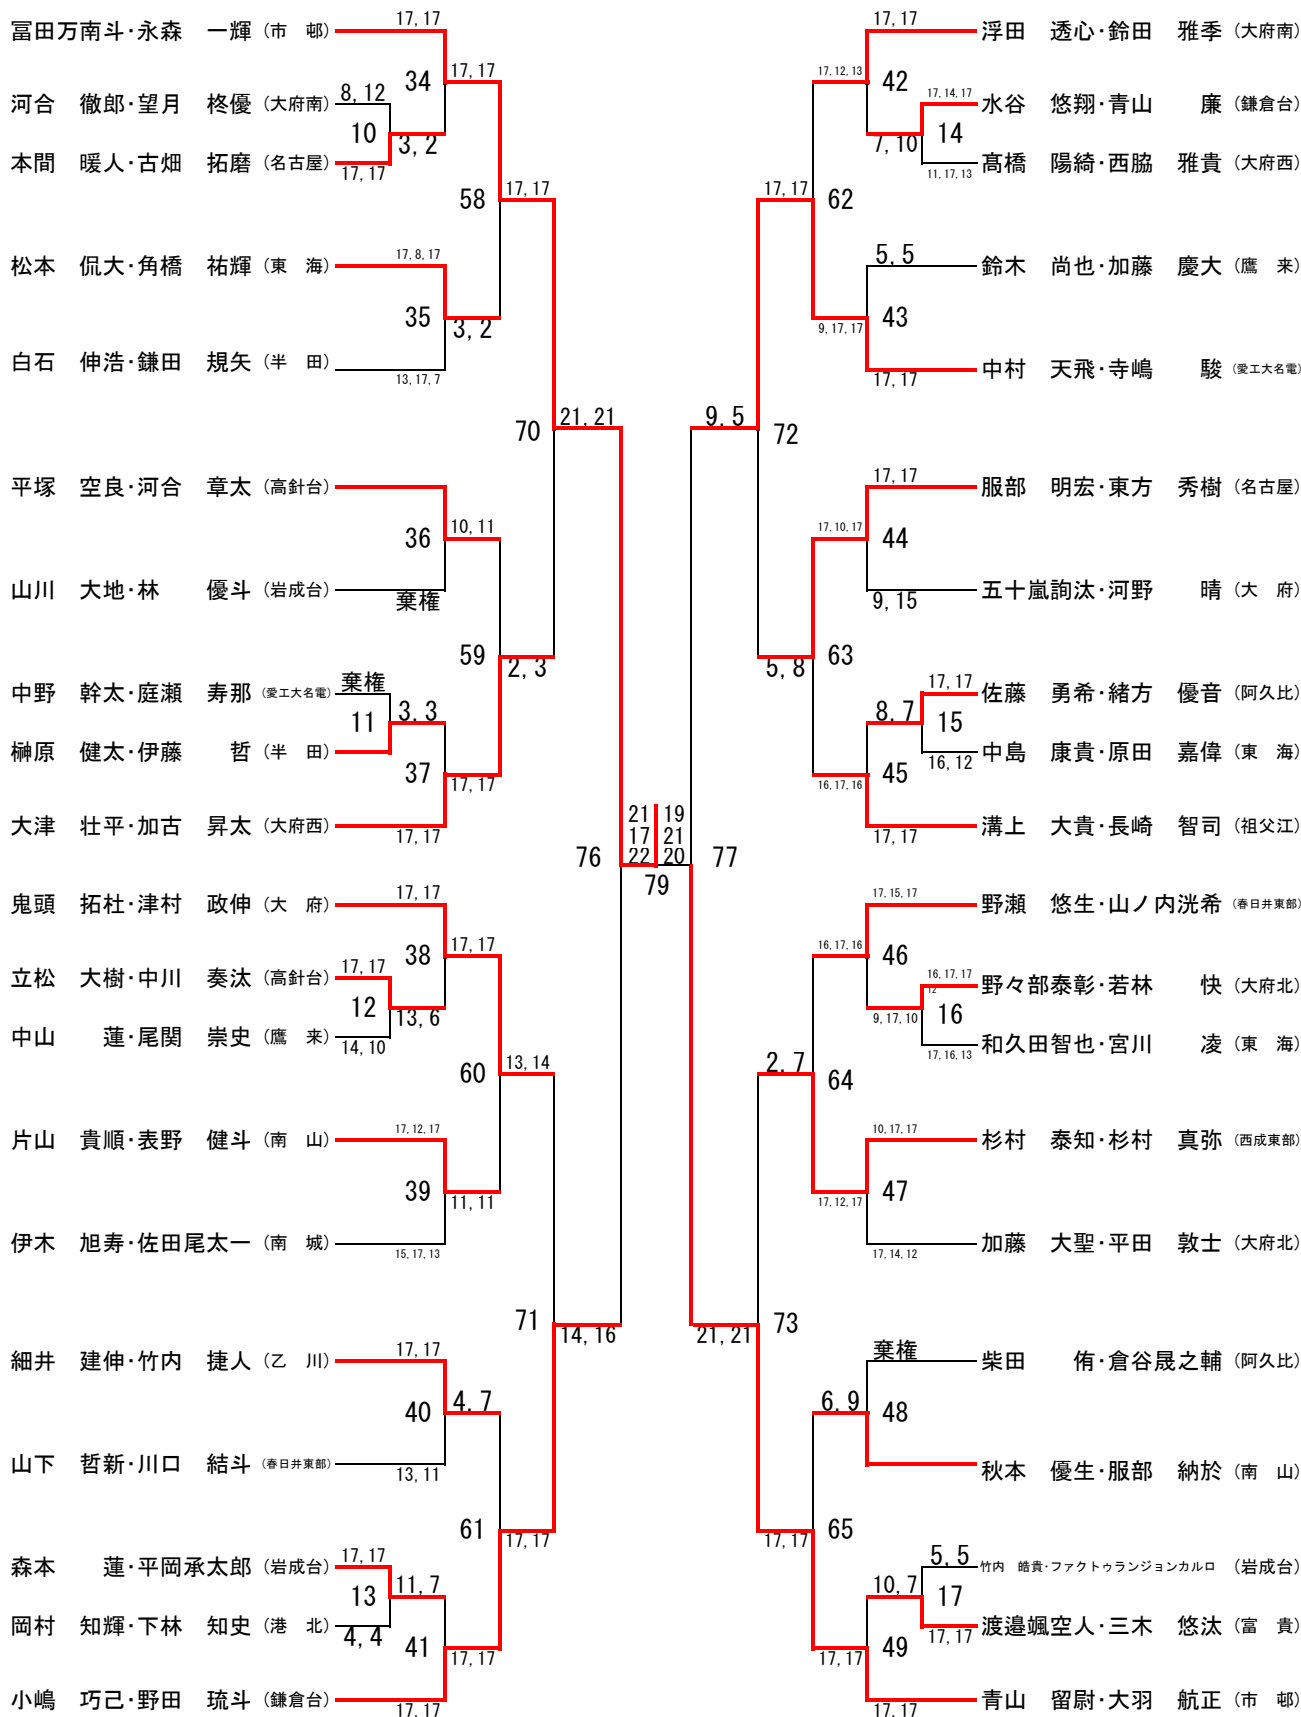 冨田万南斗・永森　一輝（市　邨）
17, 17
河合　徹郎・望月　柊優（大府南）
8, 12
本間　暖人・古畑　拓磨（名古屋）
17, 17
10
3, 2
34
17, 17
松本　侃大・角橋　祐輝（東　海）
17, 8, 17
白石　伸浩・鎌田　規矢（半　田）
13, 17, 7
35
3, 2
58
17, 17
平塚　空良・河合　章太（高針台）
山川　大地・林　　優斗（岩成台）
棄権
36
10, 11
中野　幹太・庭瀬　寿那（愛工大名電）
棄権
榊原　健太・伊藤　　哲（半　田）
11
3, 3
大津　壮平・加古　昇太（大府西）
17, 17
37
17, 17
59
2, 3
70
21, 21
鬼頭　拓杜・津村　政伸（大　府）
17, 17
立松　大樹・中川　奏汰（高針台）
17, 17
中山　　蓮・尾関　崇史（鷹　来）
14, 10
12
13, 6
38
17, 17
片山　貴順・表野　健斗（南　山）
17, 12, 17
伊木　旭寿・佐田尾太一（南　城）
15, 17, 13
39
11, 11
60
13, 14
細井　建伸・竹内　捷人（乙　川）
17, 17
山下　哲新・川口　結斗（春日井東部）
13, 11
40
4, 7
森本　　蓮・平岡承太郎（岩成台）
17, 17
岡村　知輝・下林　知史（港　北）
4, 4
13
11, 7
小嶋　巧己・野田　琉斗（鎌倉台）
17, 17
41
17, 17
61
17, 17
71
14, 16
76
21 19
17 21
22 20
79
77
浮田　透心・鈴田　雅季（大府南）
17, 17
水谷　悠翔・青山　　廉（鎌倉台）
17, 14, 17
髙橋　陽綺・西脇　雅貴（大府西）
11, 17, 13
14
7, 10
42
17, 12, 13
鈴木　尚也・加藤　慶大（鷹　来）
5, 5
中村　天飛・寺嶋　　駿（愛工大名電）
17, 17
43
9, 17, 17
62
17, 17
服部　明宏・東方　秀樹（名古屋）
17, 17
五十嵐詢汰・河野　　晴（大　府）
9, 15
44
17, 10, 17
佐藤　勇希・緒方　優音（阿久比）
17, 17
中島　康貴・原田　嘉偉（東　海）
16, 12
15
8, 7
溝上　大貴・長崎　智司（祖父江）
17, 17
45
16, 17, 16
63
5, 8
72
9, 5
野瀬　悠生・山ノ内洸希（春日井東部）
17, 15, 17
野々部泰彰・若林　　快（大府北）
16, 17, 17
12
和久田智也・宮川　　凌（東　海）
17, 16, 13
16
9, 17, 10
46
16, 17, 16
杉村　泰知・杉村　真弥（西成東部）
10, 17, 17
加藤　大聖・平田　敦士（大府北）
17, 14, 12
47
17, 12, 17
64
2, 7
柴田　　侑・倉谷晟之輔（阿久比）
棄権
秋本　優生・服部　納於（南　山）
48
6, 9
竹内　皓貴・ファクトゥランジョンカルロ（岩成台）
5, 5
渡邉颯空人・三木　悠汰（富　貴）
17, 17
17
10, 7
青山　留尉・大羽　航正（市　邨）
17, 17
49
17, 17
65
17, 17
73
21, 21